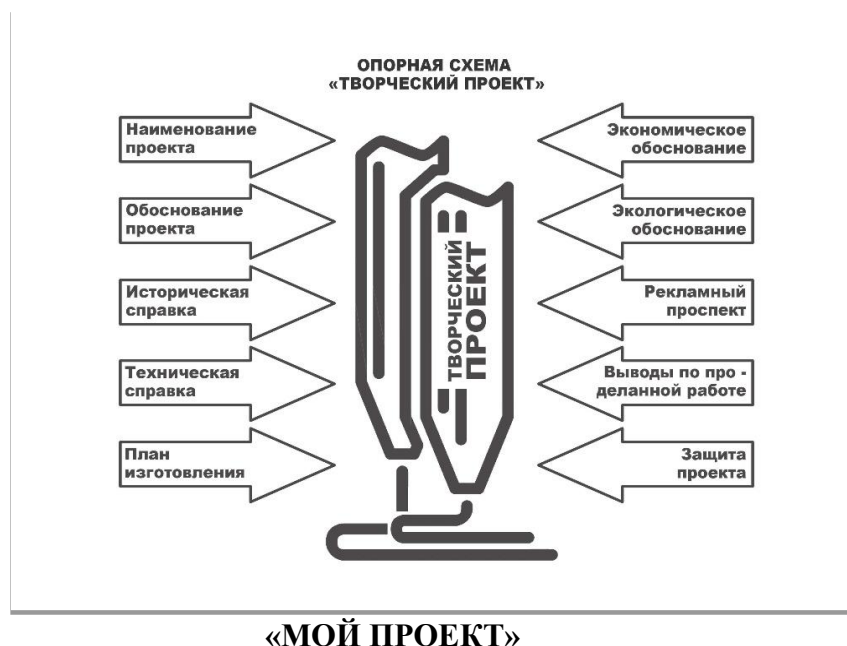 ОПОРНАЯ СХЕМА
«ТВОРЧЕСКИЙ ПРОЕКТ»
Наименование
проекта
Обоснование
проекта
Историческая
справка
Техническая
справка
План
изготовления
ТВОРЧЕСКИЙ
ПРОЕКТ
Экономическое
обоснование
Экологическое
обоснование
Рекламный
проспект
Выводы по про -
деланной работе
Защита
проекта
«МОЙ ПРОЕКТ»